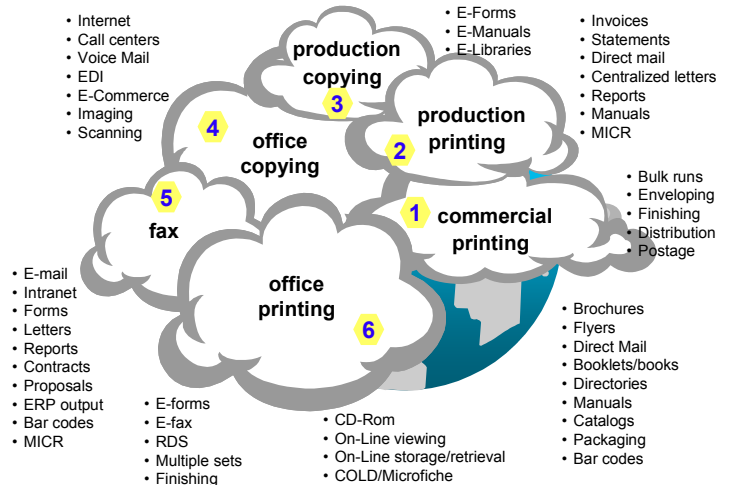 • Internet
• Call centers
• Voice Mail
• EDI
• E-Commerce
• Imaging
• Scanning
production
copying
3
• E-Forms
• E-Manuals
• E-Libraries
• Invoices
• Statements
• Direct mail
• Centralized letters
• Reports
• Manuals
• MICR
4
office
copying
production
printing
2
• Bulk runs
• Enveloping
• Finishing
• Distribution
• Postage
5
fax
1
commercial
printing
office
printing
6
• E-mail
• Intranet
• Forms
• Letters
• Reports
• Contracts
• Proposals
• ERP output
• Bar codes
• MICR
• E-forms
• E-fax
• RDS
• Multiple sets
• Finishing
• CD-Rom
• On-Line viewing
• On-Line storage/retrieval
• COLD/Microfiche
• Brochures
• Flyers
• Direct Mail
• Booklets/books
• Directories
• Manuals
• Catalogs
• Packaging
• Bar codes